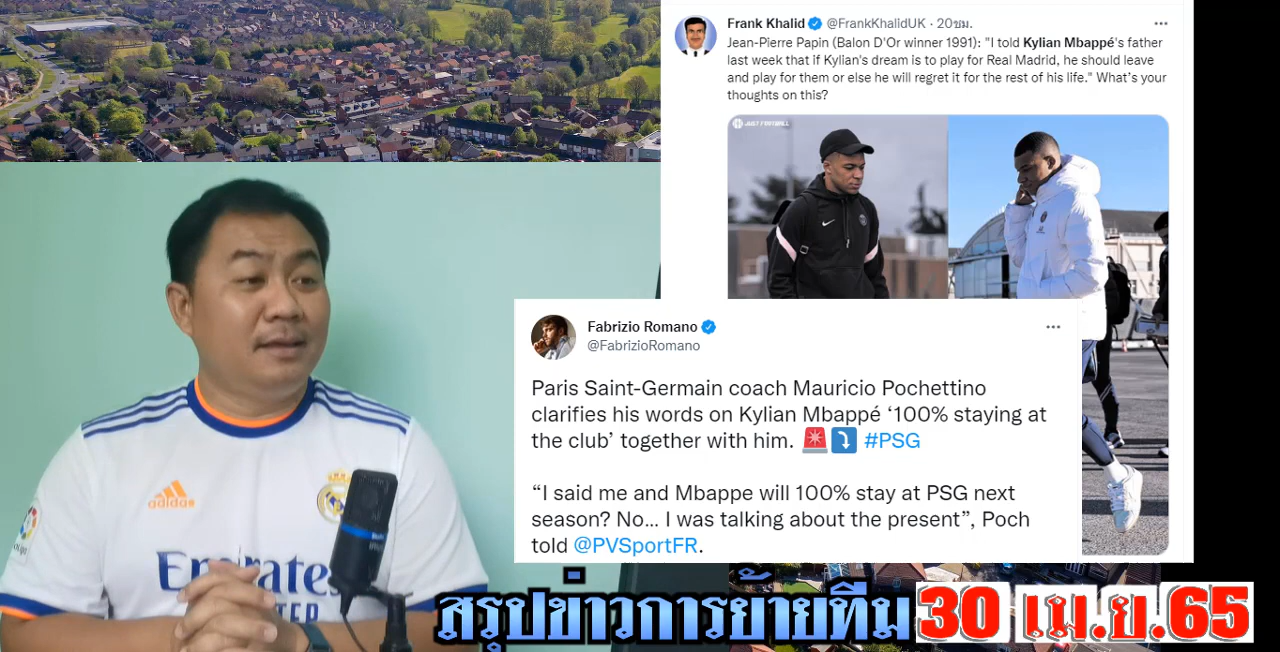 Frank Khalid @FrankKhalidUK · 20ชม.
Jean-Pierre Papin (Balon D'Or winner 1991): "I told Kylian Mbappé's father
last week that if Kylian's dream is to play for Real Madrid, he should leave
and play for them or else he will regret it for the rest of his life." What's your
thoughts on this?
JUST FOOTBALL
Fabrizio Romano
@FabrizioRomano
Paris Saint-Germain coach Mauricio Pochettino
clarifies his words on Kylian Mbappé ‘100% staying at
the club’ together with him. 🚨⤵️ #PSG
“I said me and Mbappe will 100% stay at PSG next
season? No... I was talking about the present”, Poch
told @PVSportFR.
adidas
Emirates
สรุปข่าวการย้ายทีม 30 เม.ย.65